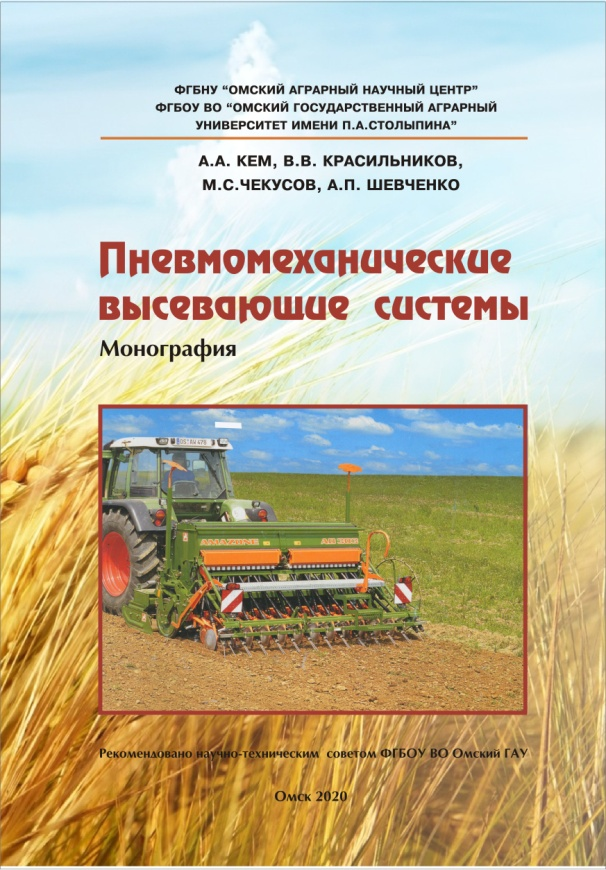 ФГБНУ "ОМСКИЙ АГРАРНЫЙ НАУЧНЫЙ ЦЕНТР"
ФГБОУ ВО "ОМСКИЙ ГОСУДАРСТВЕННЫЙ АГРАРНЫЙ
УНИВЕРСИТЕТ ИМЕНИ П.А.СТОЛЫПИНА"
А.А. КЕМ, В.В. КРАСИЛЬНИКОВ,
М.С.ЧЕКУСОВ, А.П. ШЕВЧЕНКО
Пневмомеханические
высевающие системы
Монография
AMAZONE
Рекомендовано научно-техническим советом ФГБОУ ВО Омский ГАУ
Омск 2020